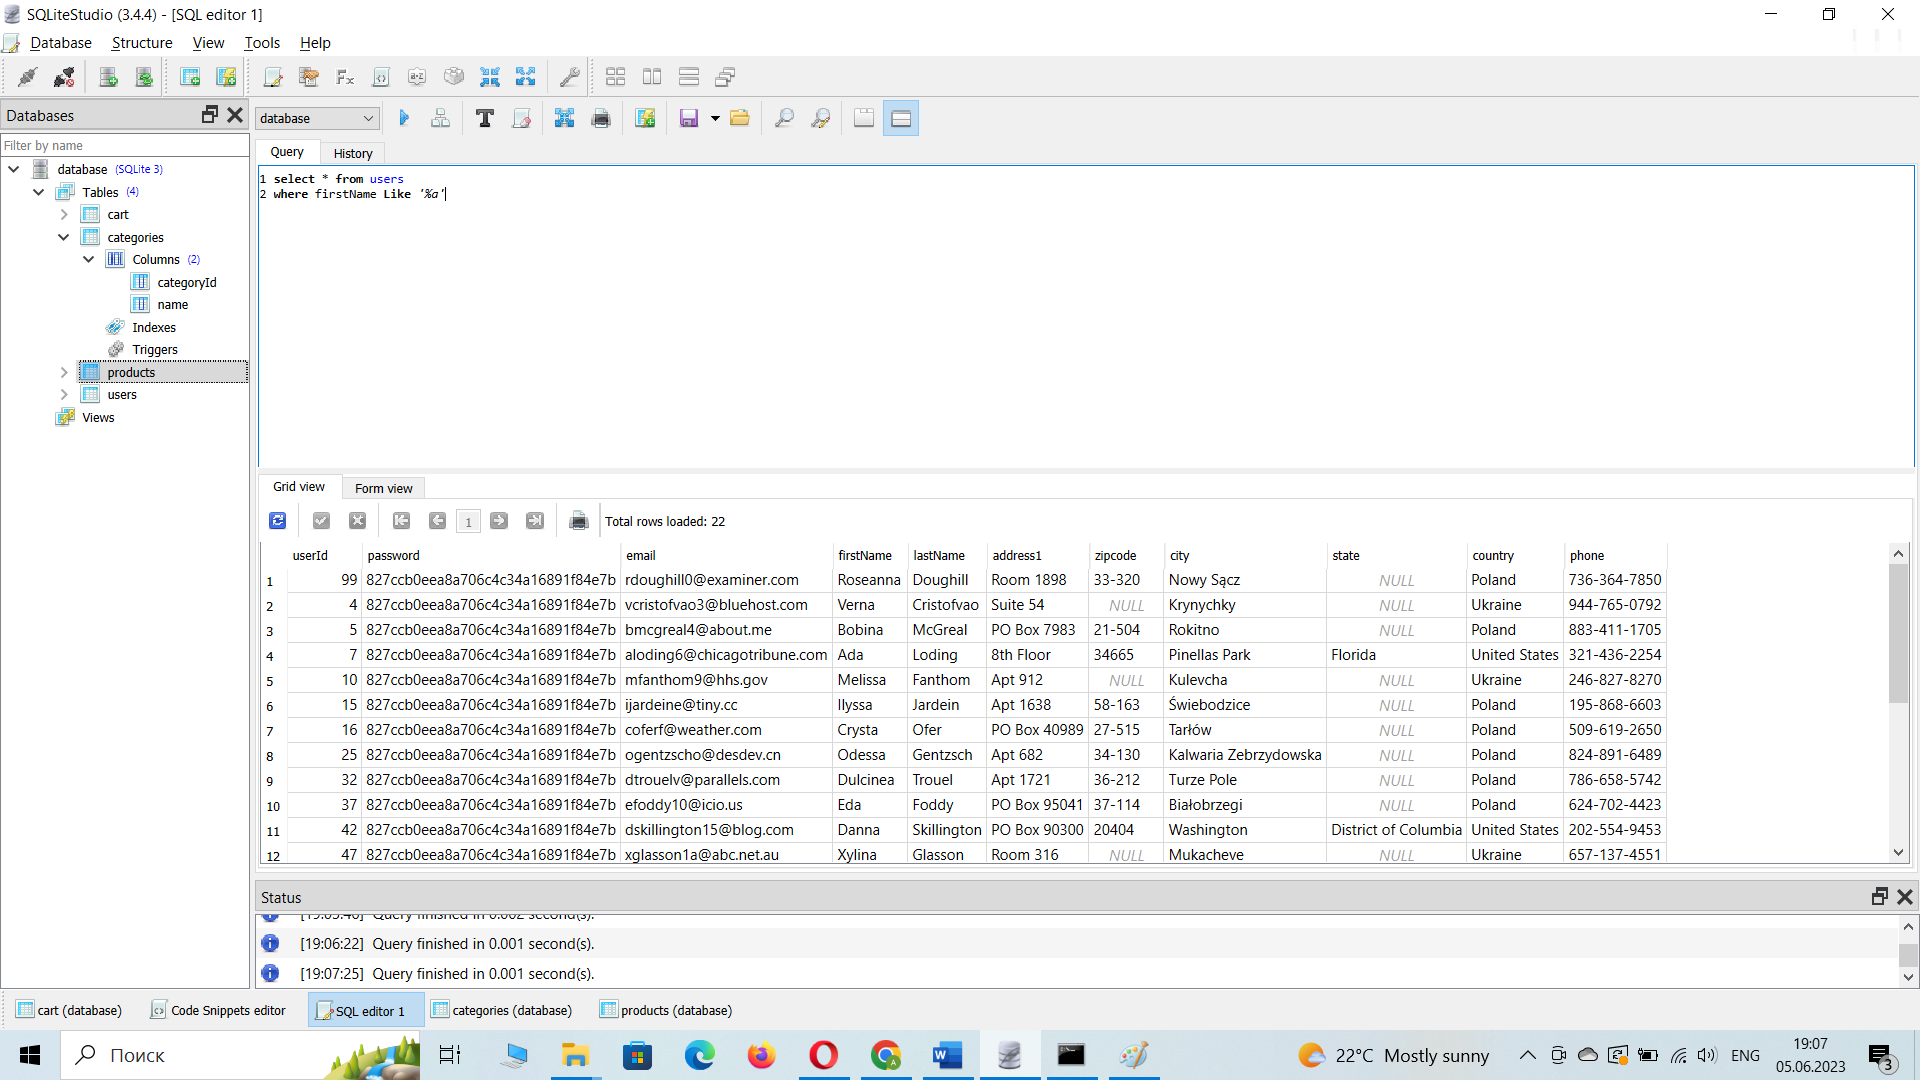 SQLiteStudio (3.4.4) - [SQL editor 1]
Database Structure View Tools Help
Databases
Filter by name
database (SQLite 3)
Tables (4)
cart
categories
Columns (2)
categoryId
name
Indexes
Triggers
products
users
Views
database
Query History
1 select * from users
2 where firstName Like '%a'
Grid view Form view
1 Total rows loaded: 22
userId password email firstName lastName address1 zipcode city state country phone
1 99 827ccb0eea8a706c4c34a16891f84e7b rdoughill0@examiner.com Roseanna Doughill Room 1898 33-320 Nowy Sącz NULL Poland 736-364-7850
2 4 827ccb0eea8a706c4c34a16891f84e7b vcristofvao3@bluehost.com Verna Cristofvao Suite 54 NULL Krynychky NULL Ukraine 944-765-0792
3 5 827ccb0eea8a706c4c34a16891f84e7b bmcgreal4@about.me Bobina McGreal PO Box 7983 21-504 Rokitno NULL Poland 883-411-1705
4 7 827ccb0eea8a706c4c34a16891f84e7b aloding6@chicagotribune.com Ada Loding 8th Floor 34665 Pinellas Park Florida United States 321-436-2254
5 10 827ccb0eea8a706c4c34a16891f84e7b mfanthom9@hhs.gov Melissa Fanthom Apt 912 NULL Kulevcha NULL Ukraine 246-827-8270
6 15 827ccb0eea8a706c4c34a16891f84e7b ijardeine@tiny.cc Ilyssa Jardein Apt 1638 58-163 Świebodzice NULL Poland 195-868-6603
7 16 827ccb0eea8a706c4c34a16891f84e7b coferf@weather.com Crysta Ofer PO Box 40989 27-515 Tarłów NULL Poland 509-619-2650
8 25 827ccb0eea8a706c4c34a16891f84e7b ogentzscho@desdev.cn Odessa Gentzsch Apt 682 34-130 Kalwaria Zebrzydowska NULL Poland 824-891-6489
9 32 827ccb0eea8a706c4c34a16891f84e7b dtrouelv@parallels.com Dulcinea Trouel Apt 1721 36-212 Turze Pole NULL Poland 786-658-5742
10 37 827ccb0eea8a706c4c34a16891f84e7b efoddy10@icio.us Eda Foddy PO Box 95041 37-114 Białobrzegi NULL Poland 624-702-4423
11 42 827ccb0eea8a706c4c34a16891f84e7b dskillington15@blog.com Danna Skillington PO Box 90300 20404 Washington District of Columbia United States 202-554-9453
12 47 827ccb0eea8a706c4c34a16891f84e7b xglasson1a@abc.net.au Xylina Glasson Room 316 NULL Mukacheve NULL Ukraine 657-137-4551
Status
Query finished in 0.002 second(s).
[19:06:22] Query finished in 0.001 second(s).
[19:07:25] Query finished in 0.001 second(s).
cart (database) Code Snippets editor SQL editor 1 categories (database) products (database)
Поиск 22°C Mostly sunny ENG 19:07
05.06.2023 3